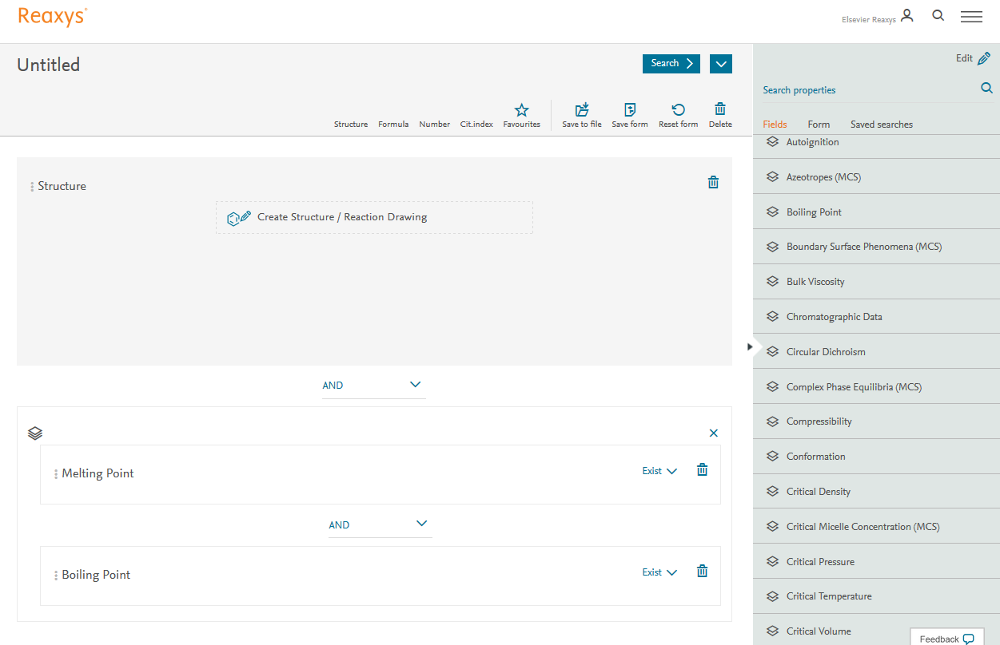 Reaxys®
Elsevier Reaxys
Untitled
Search
Structure Formula Number Cit.index Favourites Save to file Save form Reset form Delete
Structure
Create Structure / Reaction Drawing
AND
Melting Point
Exist
AND
Boiling Point
Exist
Edit
Search properties
Fields Form Saved searches
Autoignition
Azeotropes (MCS)
Boiling Point
Boundary Surface Phenomena (MCS)
Bulk Viscosity
Chromatographic Data
Circular Dichroism
Complex Phase Equilibria (MCS)
Compressibility
Conformation
Critical Density
Critical Micelle Concentration (MCS)
Critical Pressure
Critical Temperature
Critical Volume
Feedback